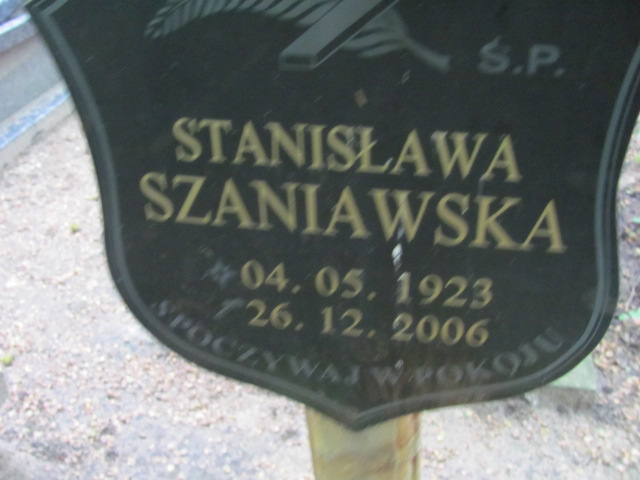 Ś.P.
STANISŁAWA
SZANIAWSKA
04. 05. 1923
26. 12. 2006
SPOCZYWAJ W POKOJU